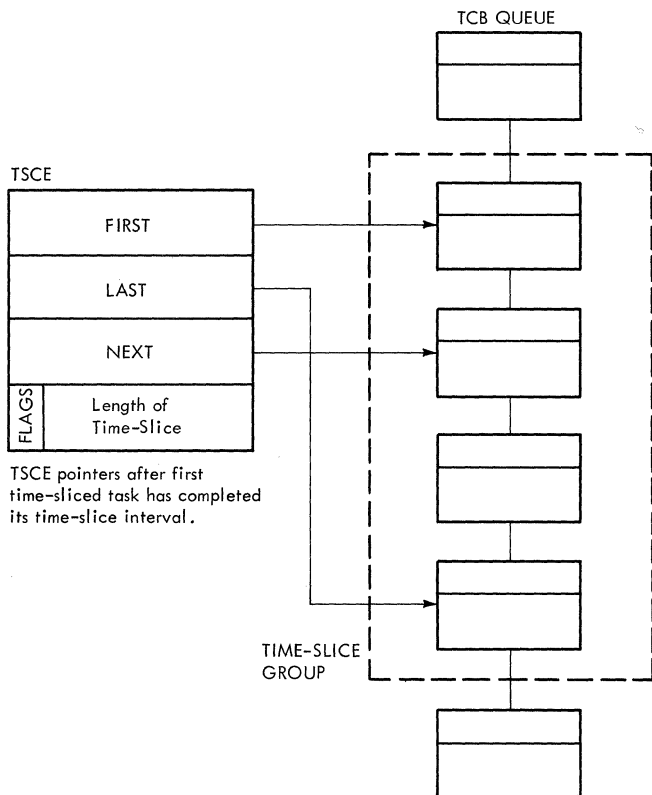 TCB QUEUE
TSCE
FIRST
LAST
NEXT
FLAGS
Length of
Time-Slice
TSCE pointers after first
time-sliced task has completed
its time-slice interval.
TIME-SLICE
GROUP